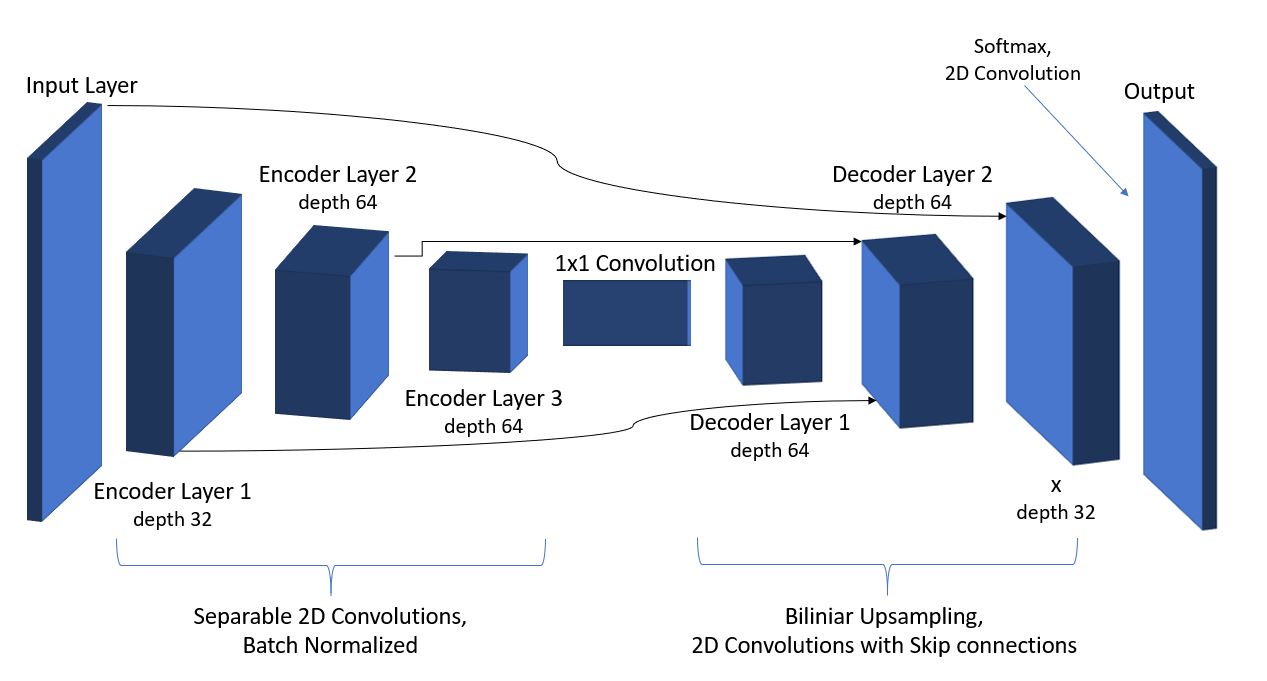 Softmax,
2D Convolution
Input Layer
Output
Encoder Layer 2
depth 64
Decoder Layer 2
depth 64
1x1 Convolution
Encoder Layer 3
depth 64
Decoder Layer 1
depth 64
Encoder Layer 1
depth 32
x
depth 32
Separable 2D Convolutions,
Batch Normalized
Biliniar Upsampling,
2D Convolutions with Skip connections